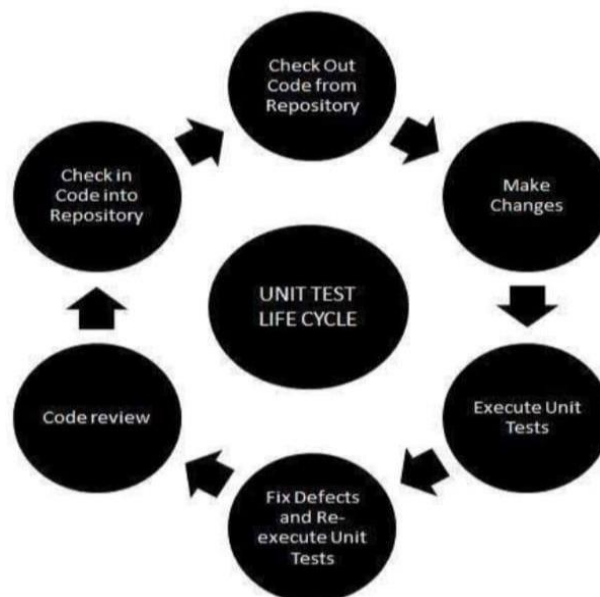 Check Out
Code from
Repository
Make
Changes
Execute Unit
Tests
Fix Defects
and Re-
execute Unit
Tests
Code review
Check in
Code into
Repository
UNIT TEST
LIFE CYCLE